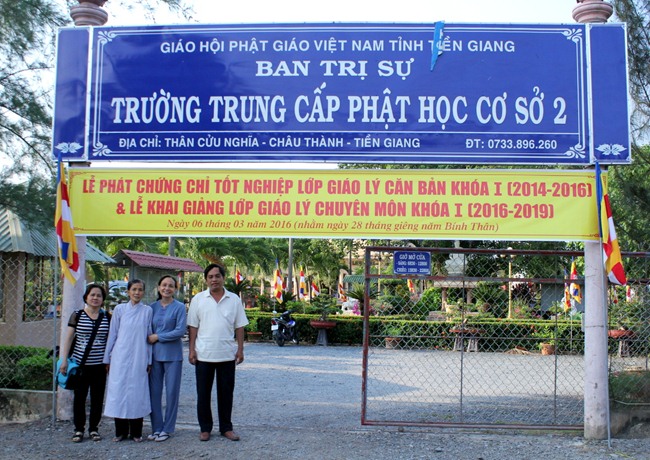 GIÁO HỘI PHẬT GIÁO VIỆT NAM TỈNH TIỀN GIANG
BAN TRỊ SỰ
TRƯỜNG TRUNG CẤP PHẬT HỌC CƠ SỞ 2
ĐỊA CHỈ: THÂN CỬU NGHĨA - CHÂU THÀNH - TIỀN GIANG ĐT: 0733.896.260
LỄ PHÁT CHỨNG CHỈ TỐT NGHIỆP LỚP GIÁO LÝ CĂN BẢN KHÓA I (2014-2016)
& LỄ KHAI GIẢNG LỚP GIÁO LÝ CHUYÊN MÔN KHÓA I (2016-2019)
Ngày 06 tháng 03 năm 2016 (nhằm ngày 28 tháng giêng năm Bính Thân)
GIỜ MỞ CỬA